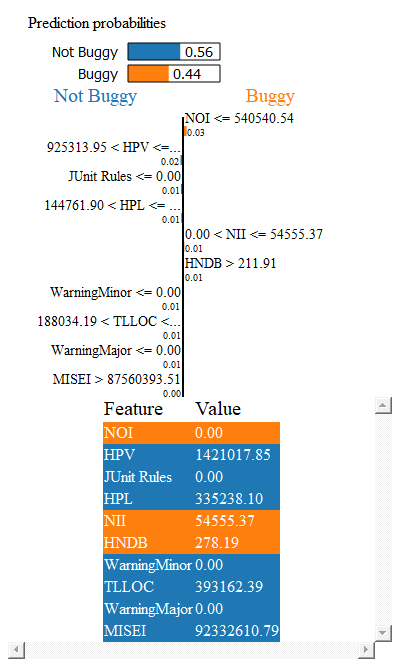 Prediction probabilities
Not Buggy 0.56
Buggy 0.44
Not Buggy Buggy
NOI <= 540540.54
0.03
925313.95 < HPV <=...
0.02
JUnit Rules <= 0.00
0.01
144761.90 < HPL <= ...
0.01
0.00 < NII <= 54555.37
0.01
HNDB > 211.91
0.01
WarningMinor <= 0.00
0.01
188034.19 < TLLOC <...
0.01
WarningMajor <= 0.00
0.01
MISEI > 87560393.51
0.00
Feature Value
NOI 0.00
HPV 1421017.85
JUnit Rules 0.00
HPL 335238.10
NII 54555.37
HNDB 278.19
WarningMinor 0.00
TLLOC 393162.39
WarningMajor 0.00
MISEI 92332610.79